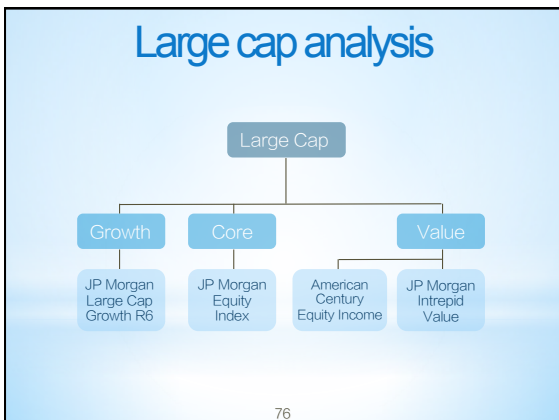 Large cap analysis
Large Cap
Growth
Core
Value
JP Morgan
Large Cap
Growth R6
JP Morgan
Equity
Index
American
Century
Equity Income
JP Morgan
Intrepid
Value
76